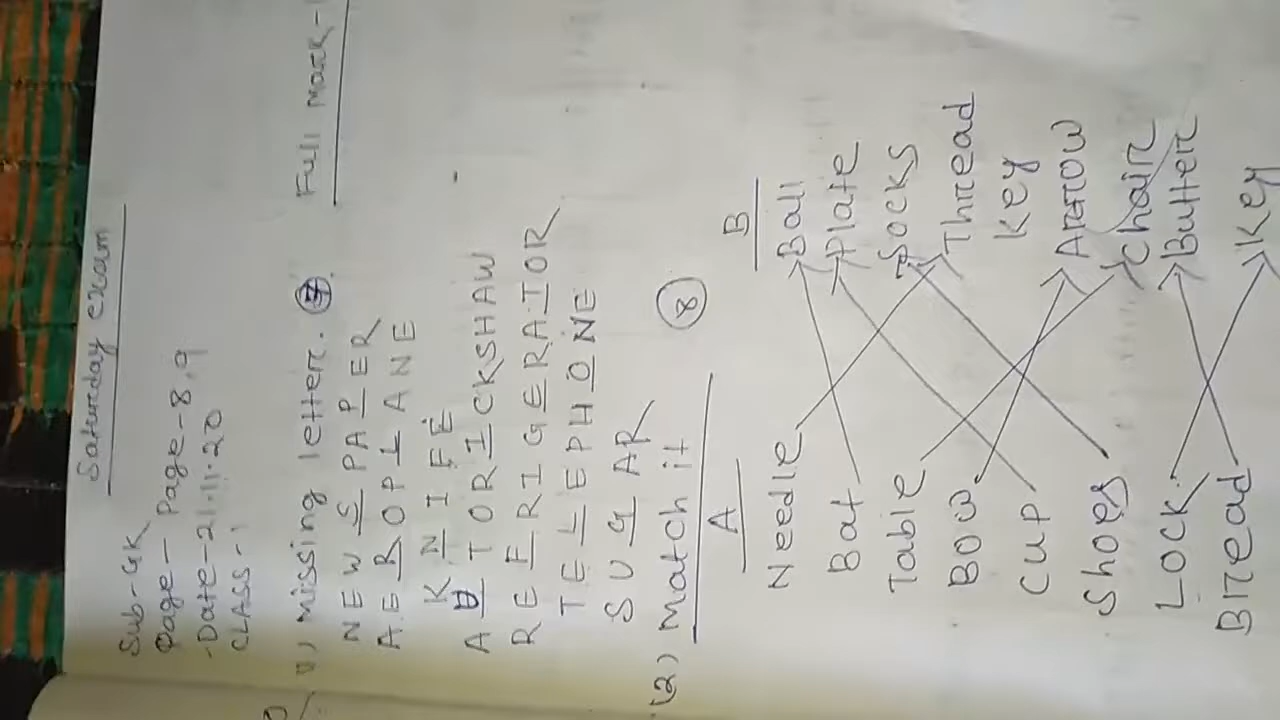 Saturday exam
Sub-GK
Page- Page-8,9
Date-21.11.20
CLASS-1
Full mark-
(1) missing letter. 7
NEWSPAPER
AEROPLANE
KNIFE
AUTORICKSHAW
REFRIGERATOR
TELEPHONE
SUGAR
(2) Match it 8
A B
Needle Ball
Bat Plate
Table Socks
Bow Thread
Cup Key
Shoes Arrow
Lock Chair
Bread Butter
Key